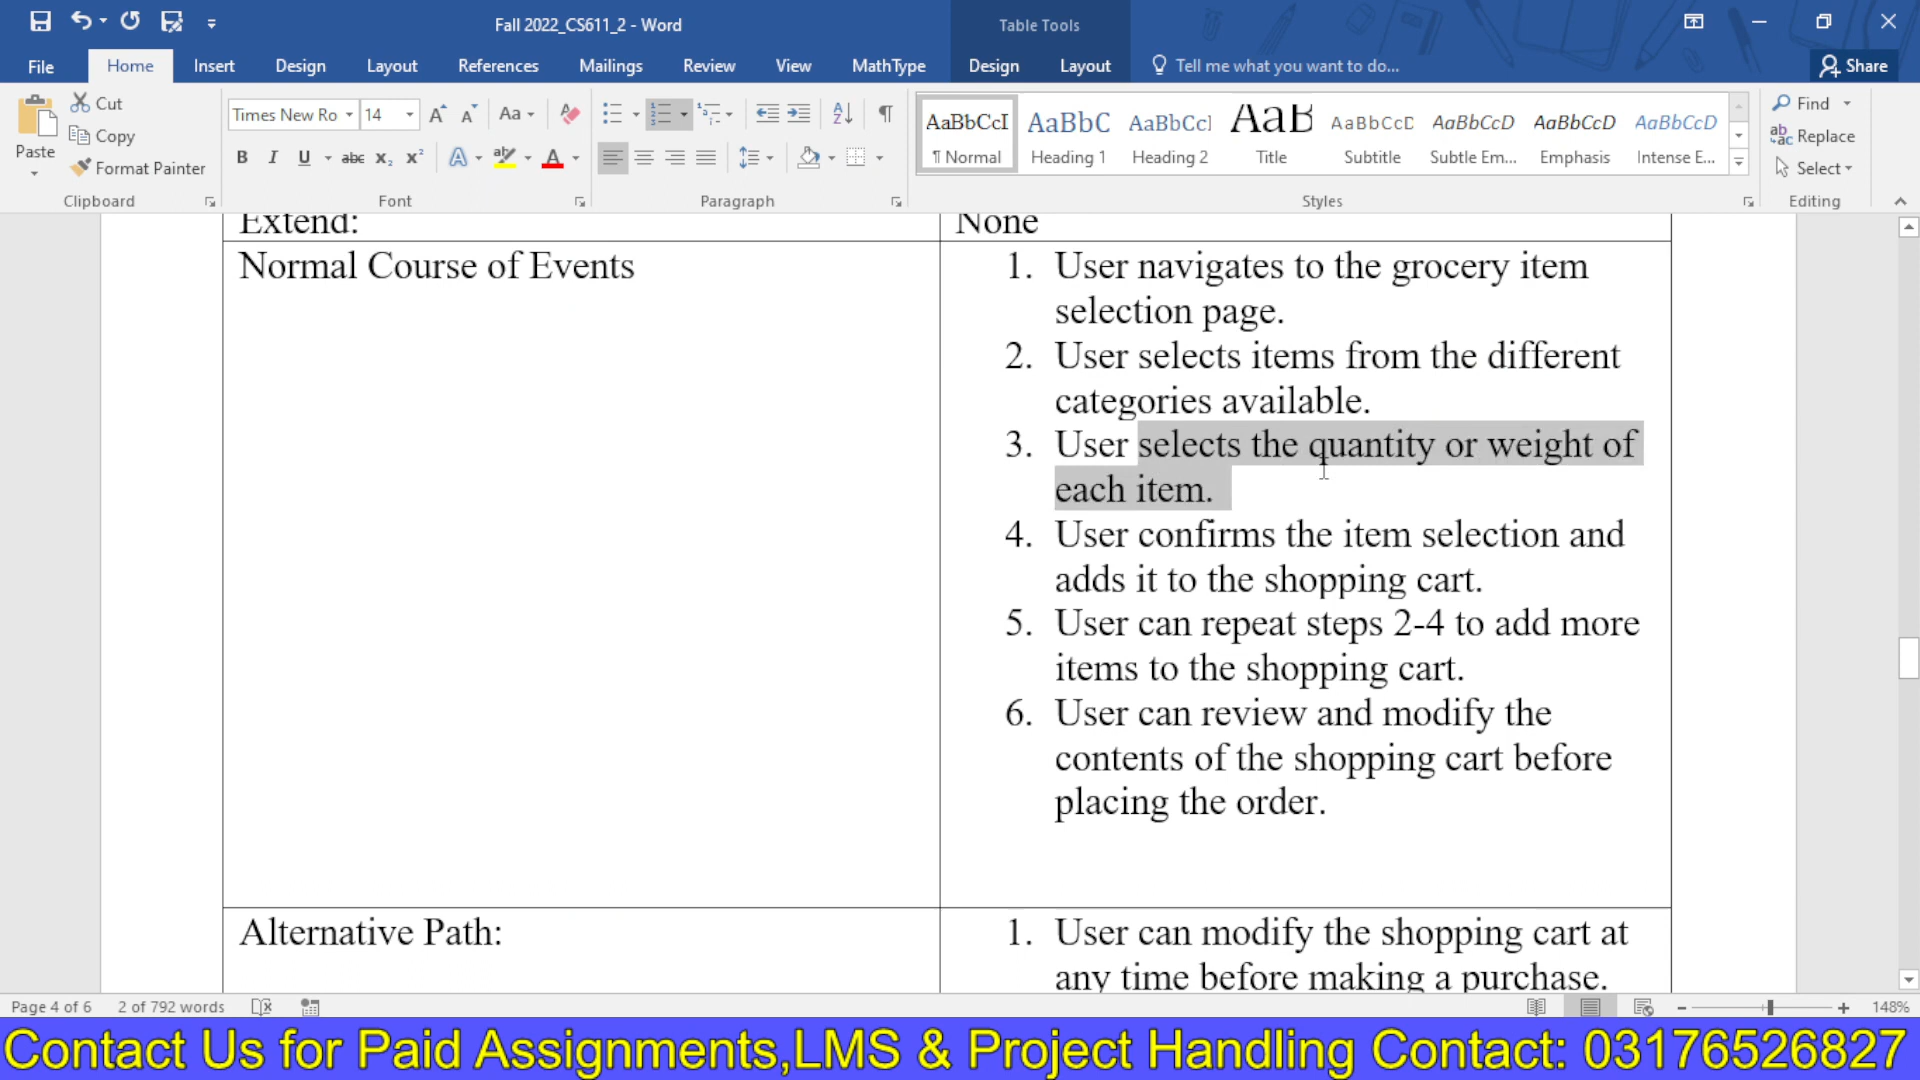 Fall 2022_CS611_2 - Word
Table Tools
File Home Insert Design Layout References Mailings Review View MathType Design Layout Tell me what you want to do... Share
Paste
Cut
Copy
Format Painter
Clipboard
Times New Ro 14
Font
Paragraph
AaBbCcI AaBbC AaBbCcI AaB AaBbCcD AaBbCcD AaBbCcD AaBbCcD
¶ Normal Heading 1 Heading 2 Title Subtitle Subtle Em... Emphasis Intense E...
Styles
Find
Replace
Select
Editing
Extend: None
Normal Course of Events
1. User navigates to the grocery item
selection page.
2. User selects items from the different
categories available.
3. User selects the quantity or weight of
each item.
4. User confirms the item selection and
adds it to the shopping cart.
5. User can repeat steps 2-4 to add more
items to the shopping cart.
6. User can review and modify the
contents of the shopping cart before
placing the order.
Alternative Path:
1. User can modify the shopping cart at
any time before making a purchase.
Page 4 of 6 2 of 792 words 148%
Contact Us for Paid Assignments,LMS & Project Handling Contact: 03176526827